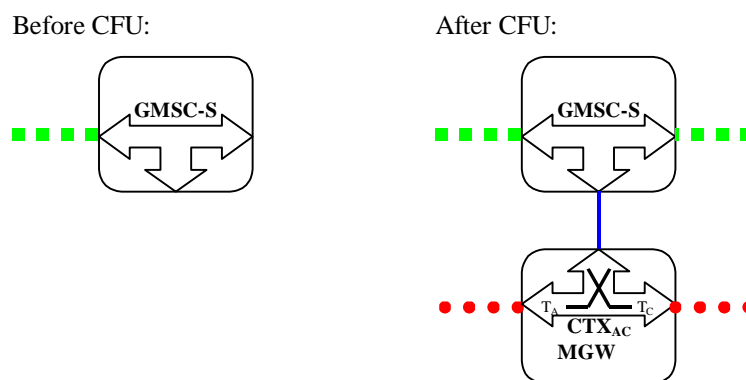 Before CFU:
After CFU:
GMSC-S
GMSC-S
TA TC
CTXAC
MGW